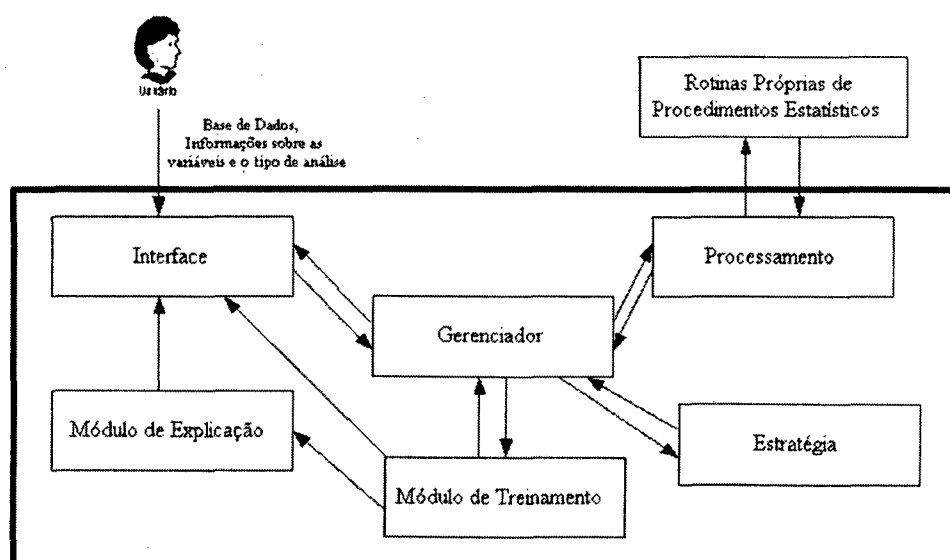 Usuário
Base de Dados,
Informações sobre as
variáveis e o tipo de análise
Rotinas Próprias de
Procedimentos Estatísticos
Interface
Processamento
Gerenciador
Módulo de Explicação
Estratégia
Módulo de Treinamento